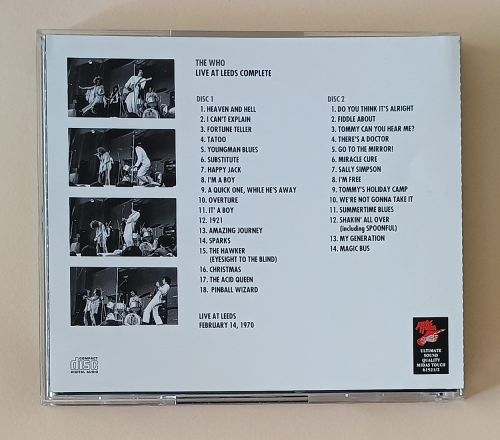 THE WHO
LIVE AT LEEDS COMPLETE
DISC 1
1. HEAVEN AND HELL
2. I CAN'T EXPLAIN
3. FORTUNE TELLER
4. TATOO
5. YOUNGMAN BLUES
6. SUBSTITUTE
7. HAPPY JACK
8. I'M A BOY
9. A QUICK ONE, WHILE HE'S AWAY
10. OVERTURE
11. IT' A BOY
12. 1921
13. AMAZING JOURNEY
14. SPARKS
15. THE HAWKER
(EYESIGHT TO THE BLIND)
16. CHRISTMAS
17. THE ACID QUEEN
18. PINBALL WIZARD
LIVE AT LEEDS
FEBRUARY 14, 1970
DISC 2
1. DO YOU THINK IT'S ALRIGHT
2. FIDDLE ABOUT
3. TOMMY CAN YOU HEAR ME?
4. THERE'S A DOCTOR
5. GO TO THE MIRROR!
6. MIRACLE CURE
7. SALLY SIMPSON
8. I'M FREE
9. TOMMY'S HOLIDAY CAMP
10. WE'RE NOT GONNA TAKE IT
11. SUMMERTIME BLUES
12. SHAKIN' ALL OVER
(including SPOONFUL)
13. MY GENERATION
14. MAGIC BUS
COMPACT
disc
DIGITAL AUDIO
ULTIMATE
SOUND
QUALITY
MIDAS TOUCH
61931/2